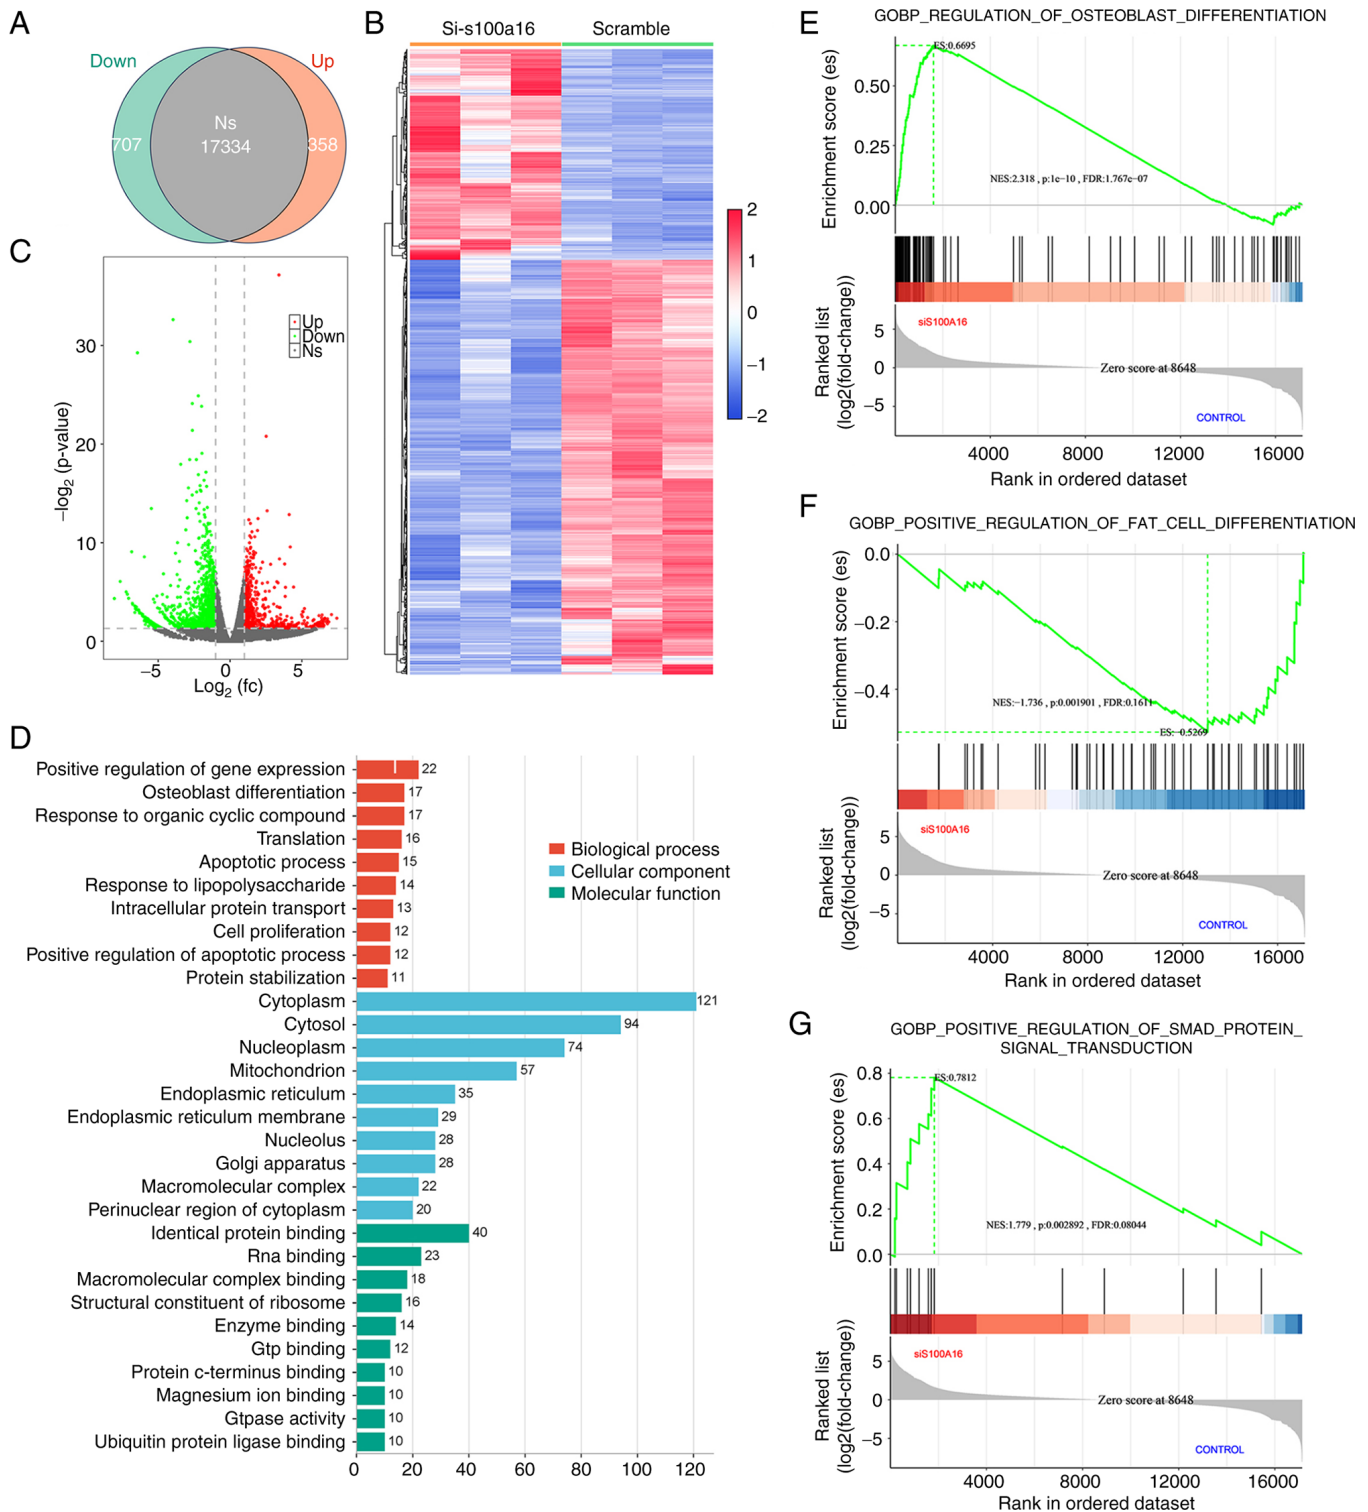 A
Down
Up
Ns
707
17334
358
B
Si-s100a16
Scramble
2
1
0
−1
−2
C
Up
Down
Ns
30
20
10
0
−log2 (p-value)
−5
0
5
Log2 (fc)
D
Positive regulation of gene expression 22
Osteoblast differentiation 17
Response to organic cyclic compound 17
Translation 16
Apoptotic process 15
Response to lipopolysaccharide 14
Intracellular protein transport 13
Cell proliferation 12
Positive regulation of apoptotic process 12
Protein stabilization 11
Cytoplasm 121
Cytosol 94
Nucleoplasm 74
Mitochondrion 57
Endoplasmic reticulum 35
Endoplasmic reticulum membrane 29
Nucleolus 28
Golgi apparatus 28
Macromolecular complex 22
Perinuclear region of cytoplasm 20
Identical protein binding 40
Rna binding 23
Macromolecular complex binding 18
Structural constituent of ribosome 16
Enzyme binding 14
Gtp binding 12
Protein c-terminus binding 10
Magnesium ion binding 10
Gtpase activity 10
Ubiquitin protein ligase binding 10
Biological process
Cellular component
Molecular function
0 20 40 60 80 100 120
E
GOBP_REGULATION_OF_OSTEOBLAST_DIFFERENTIATION
ES:0.6695
0.50
0.25
0.00
Enrichment score (es)
NES:2.318 , p:1e−10 , FDR:1.767e−07
siS100A16
5
0
−5
Ranked list
(log2(fold-change))
Zero score at 8648
CONTROL
4000 8000 12000 16000
Rank in ordered dataset
F
GOBP_POSITIVE_REGULATION_OF_FAT_CELL_DIFFERENTIATION
0.0
−0.2
−0.4
Enrichment score (es)
NES:−1.736 , p:0.001901 , FDR:0.1611
ES: −0.5269
siS100A16
5
0
−5
Ranked list
(log2(fold-change))
Zero score at 8648
CONTROL
4000 8000 12000 16000
Rank in ordered dataset
G
GOBP_POSITIVE_REGULATION_OF_SMAD_PROTEIN_
SIGNAL_TRANSDUCTION
ES:0.7812
0.8
0.6
0.4
0.2
0.0
Enrichment score (es)
NES:1.779 , p:0.002892 , FDR:0.08044
siS100A16
5
0
−5
Ranked list
(log2(fold-change))
Zero score at 8648
CONTROL
4000 8000 12000 16000
Rank in ordered dataset